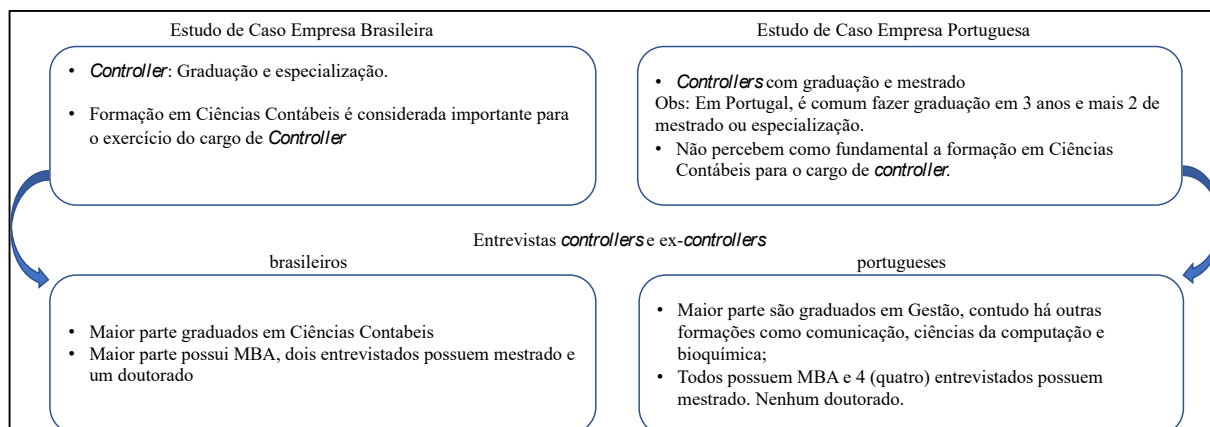 Estudo de Caso Empresa Brasileira
• Controller: Graduação e especialização.
• Formação em Ciências Contábeis é considerada importante para
o exercício do cargo de Controller
Estudo de Caso Empresa Portuguesa
• Controllers com graduação e mestrado
Obs: Em Portugal, é comum fazer graduação em 3 anos e mais 2 de
mestrado ou especialização.
• Não percebem como fundamental a formação em Ciências
Contábeis para o cargo de controller.
Entrevistas controllers e ex-controllers
brasileiros
• Maior parte graduados em Ciências Contabeis
• Maior parte possui MBA, dois entrevistados possuem mestrado e
um doutorado
portugueses
• Maior parte são graduados em Gestão, contudo há outras
formações como comunicação, ciências da computação e
bioquímica;
• Todos possuem MBA e 4 (quatro) entrevistados possuem
mestrado. Nenhum doutorado.